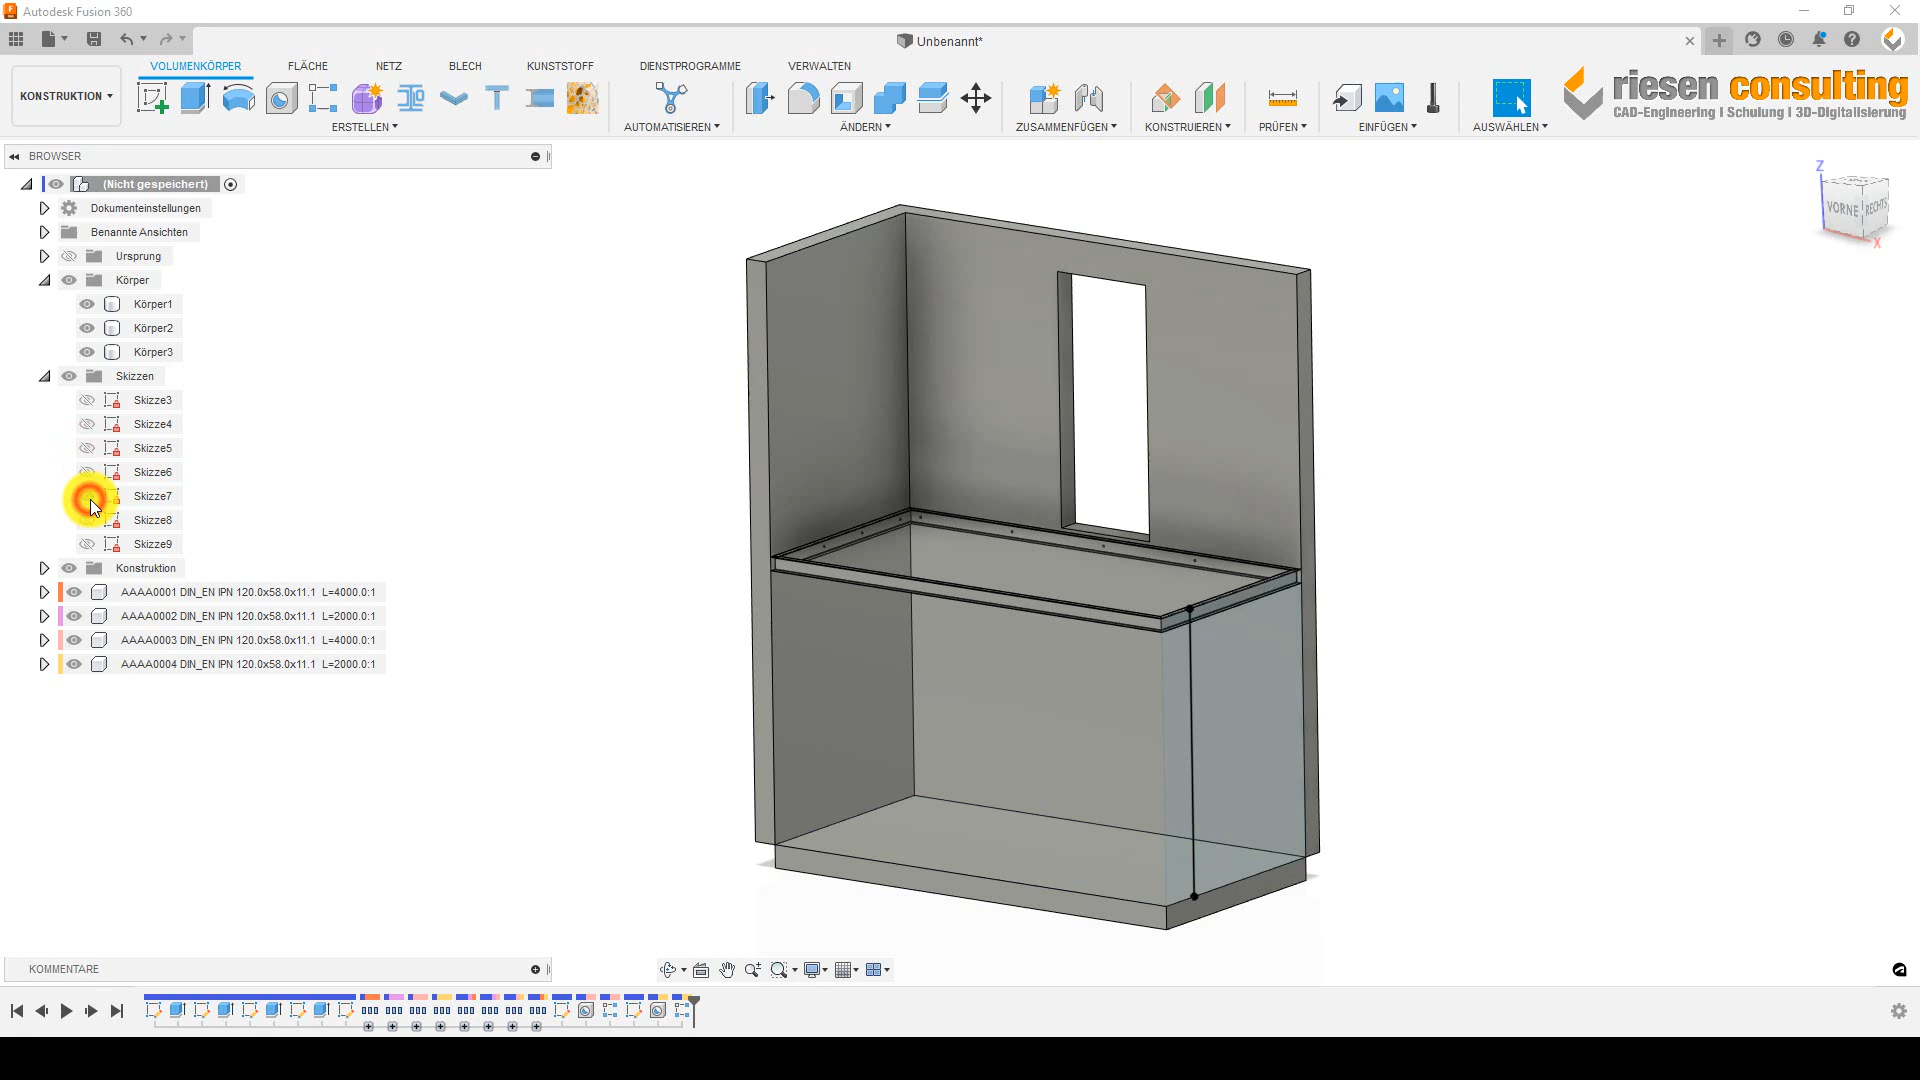 Autodesk Fusion 360
Unbenannt*
KONSTRUKTION
VOLUMENKÖRPER
FLÄCHE
NETZ
BLECH
KUNSTSTOFF
DIENSTPROGRAMME
VERWALTEN
ERSTELLEN
AUTOMATISIEREN
ÄNDERN
ZUSAMMENFÜGEN
KONSTRUIEREN
PRÜFEN
EINFÜGEN
AUSWÄHLEN
riesen consulting
CAD-Engineering I Schulung I 3D-Digitalisierung
BROWSER
(Nicht gespeichert)
Dokumenteinstellungen
Benannte Ansichten
Ursprung
Körper
Körper1
Körper2
Körper3
Skizzen
Skizze3
Skizze4
Skizze5
Skizze6
Skizze7
Skizze8
Skizze9
Konstruktion
AAAA0001 DIN_EN IPN 120.0x58.0x11.1 L=4000.0:1
AAAA0002 DIN_EN IPN 120.0x58.0x11.1 L=2000.0:1
AAAA0003 DIN_EN IPN 120.0x58.0x11.1 L=4000.0:1
AAAA0004 DIN_EN IPN 120.0x58.0x11.1 L=2000.0:1
Z
VORNE
RECHTS
X
KOMMENTARE